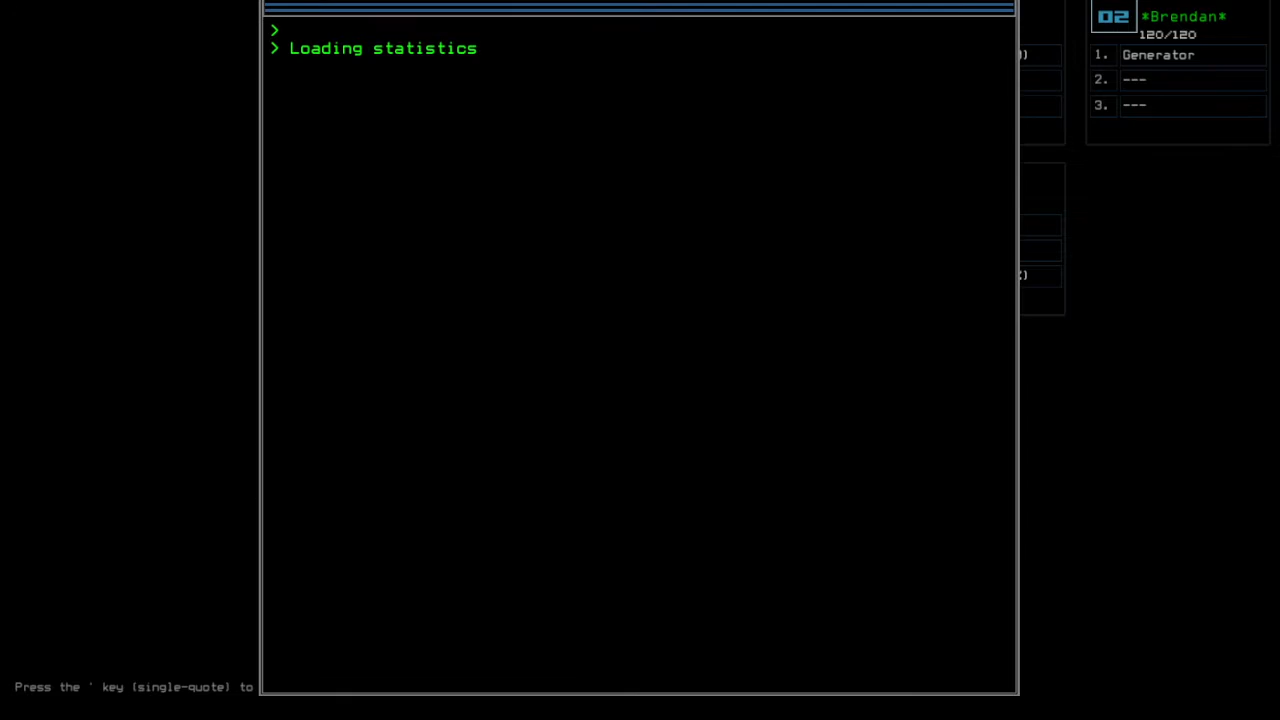 >
> Loading statistics
02 *Brendan*
120/120
1. Generator
2. ---
3. ---
Press the ' key (single-quote) to